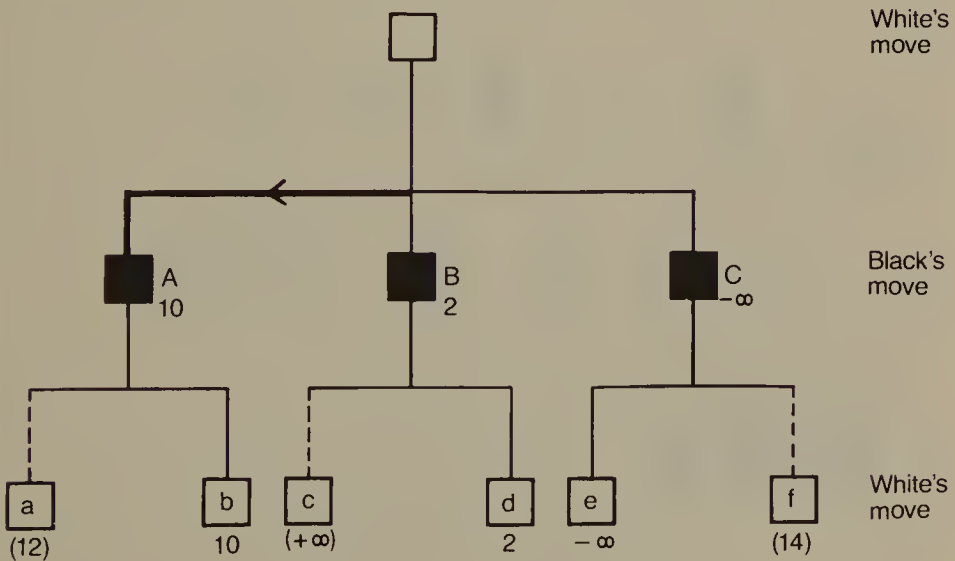 White's
move
A
10
B
2
C
−∞
Black's
move
a
(12)
b
10
c
(+∞)
d
2
e
−∞
f
(14)
White's
move